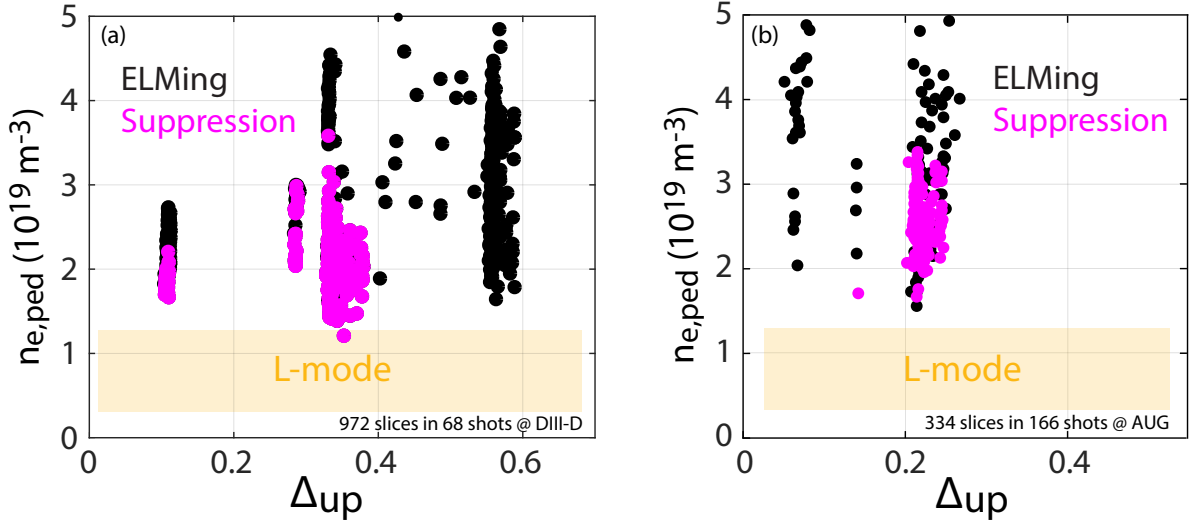 (a)
ELMing
Suppression
L-mode
972 slices in 68 shots @ DIII-D
n_e,ped (10^19 m^-3)
5
4
3
2
1
0
0 0.2 0.4 0.6
Δup
(b)
ELMing
Suppression
L-mode
334 slices in 166 shots @ AUG
n_e,ped (10^19 m^-3)
5
4
3
2
1
0
0 0.2 0.4
Δup